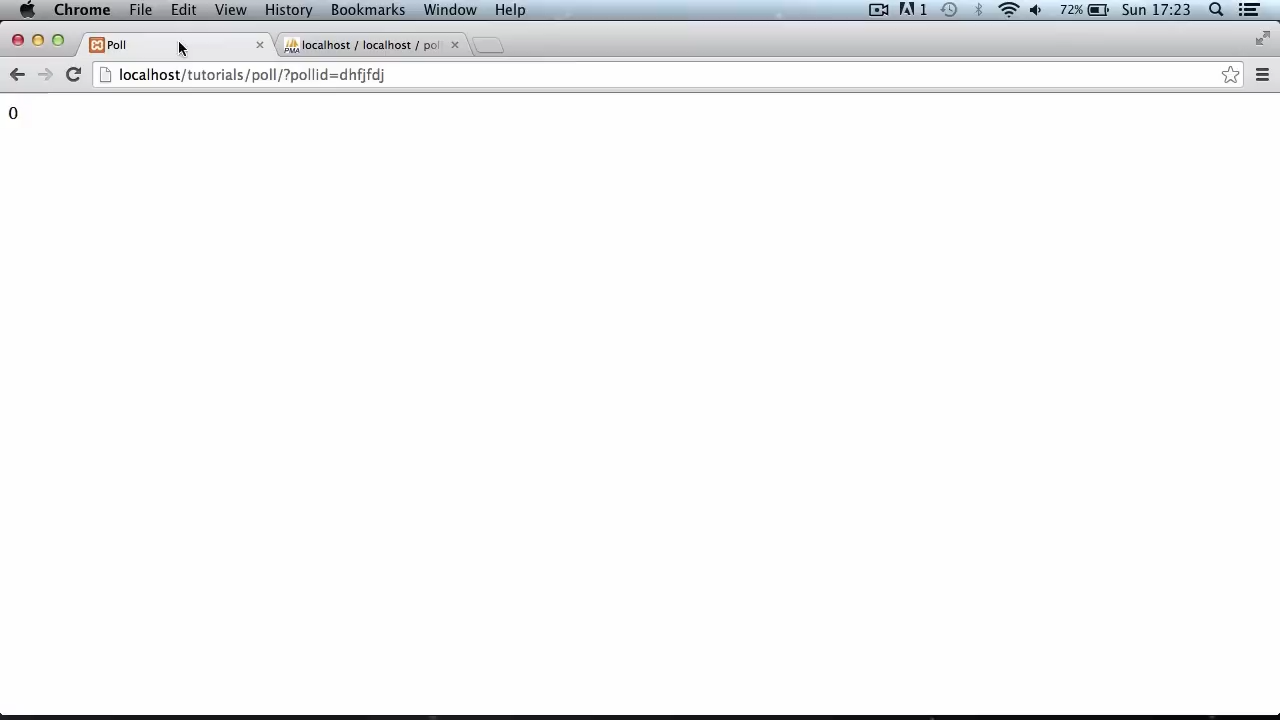 Chrome File Edit View History Bookmarks Window Help 1 72% Sun 17:23
Poll localhost / localhost / pol
localhost/tutorials/poll/?pollid=dhfjfdj
0